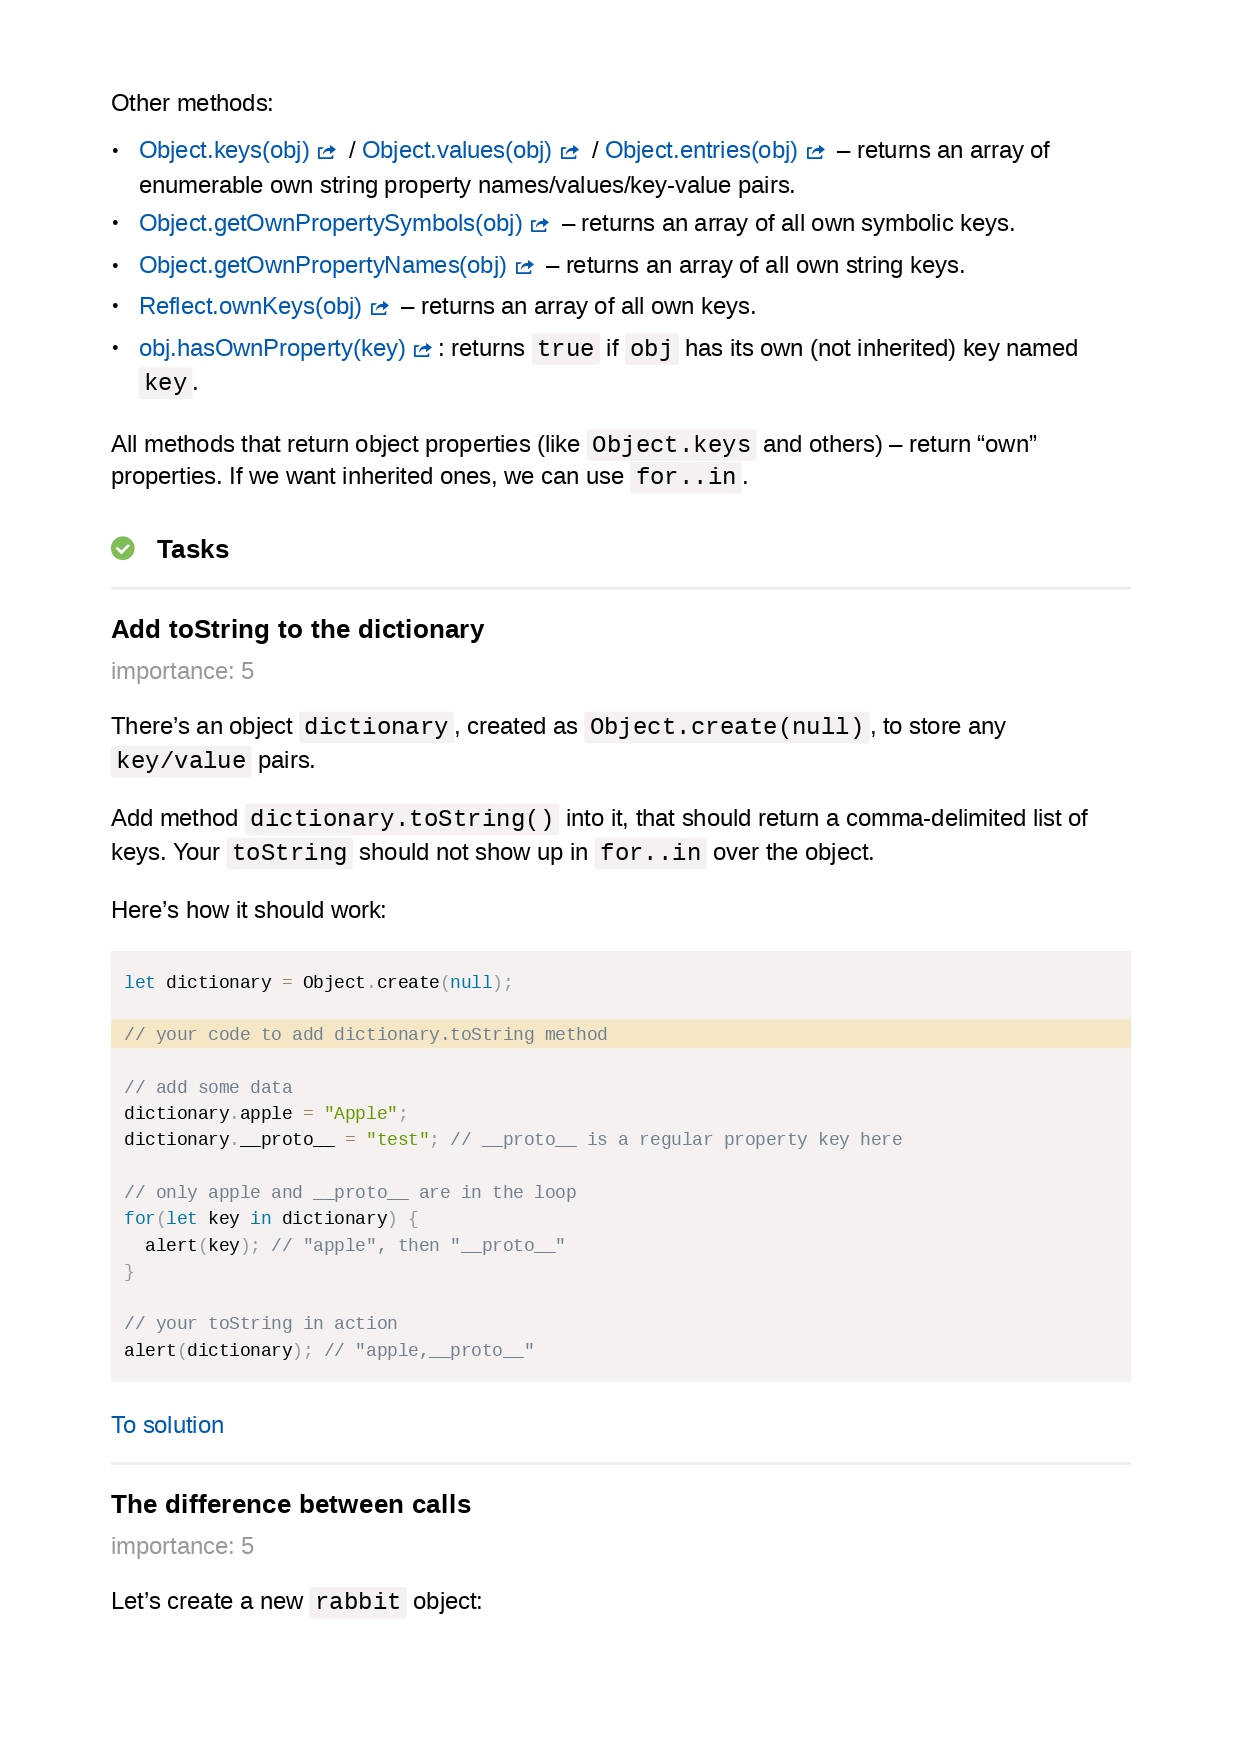 Other methods:
• Object.keys(obj) / Object.values(obj) / Object.entries(obj) – returns an array of
enumerable own string property names/values/key-value pairs.
• Object.getOwnPropertySymbols(obj) – returns an array of all own symbolic keys.
• Object.getOwnPropertyNames(obj) – returns an array of all own string keys.
• Reflect.ownKeys(obj) – returns an array of all own keys.
• obj.hasOwnProperty(key) : returns true if obj has its own (not inherited) key named
key.
All methods that return object properties (like Object.keys and others) – return “own”
properties. If we want inherited ones, we can use for..in.
Tasks
Add toString to the dictionary
importance: 5
There’s an object dictionary, created as Object.create(null), to store any
key/value pairs.
Add method dictionary.toString() into it, that should return a comma-delimited list of
keys. Your toString should not show up in for..in over the object.
Here’s how it should work:
let dictionary = Object.create(null);
// your code to add dictionary.toString method
// add some data
dictionary.apple = "Apple";
dictionary.__proto__ = "test"; // __proto__ is a regular property key here
// only apple and __proto__ are in the loop
for(let key in dictionary) {
  alert(key); // "apple", then "__proto__"
}
// your toString in action
alert(dictionary); // "apple,__proto__"
To solution
The difference between calls
importance: 5
Let’s create a new rabbit object: